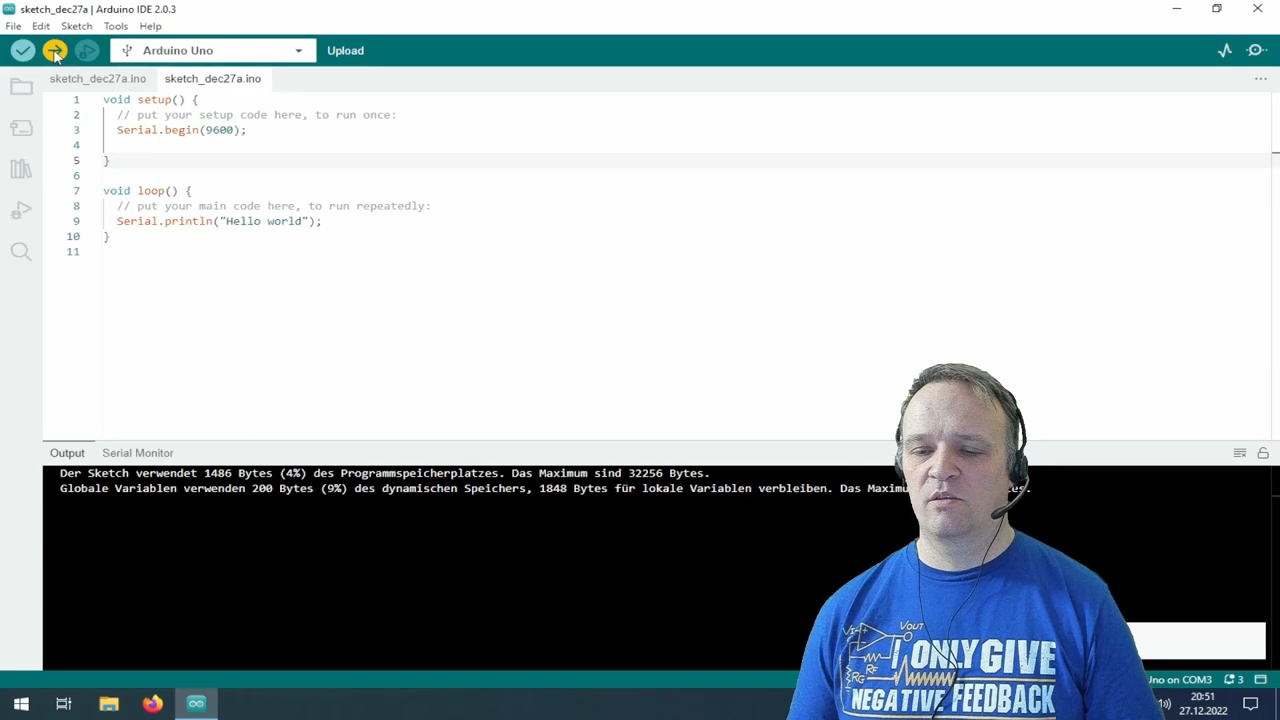 sketch_dec27a | Arduino IDE 2.0.3
File Edit Sketch Tools Help
Arduino Uno
Upload
sketch_dec27a.ino sketch_dec27a.ino
1 void setup() {
2 // put your setup code here, to run once:
3 Serial.begin(9600);
4
5 }
6
7 void loop() {
8 // put your main code here, to run repeatedly:
9 Serial.println("Hello world");
10 }
11
Output Serial Monitor
Der Sketch verwendet 1486 Bytes (4%) des Programmspeicherplatzes. Das Maximum sind 32256 Bytes.
Globale Variablen verwenden 200 Bytes (9%) des dynamischen Speichers, 1848 Bytes für lokale Variablen verbleiben. Das
VOUT
VI+
RF
RG
I ONLY GIVE
NEGATIVE FEEDBACK
Uno on COM3 3
20:51
27.12.2022